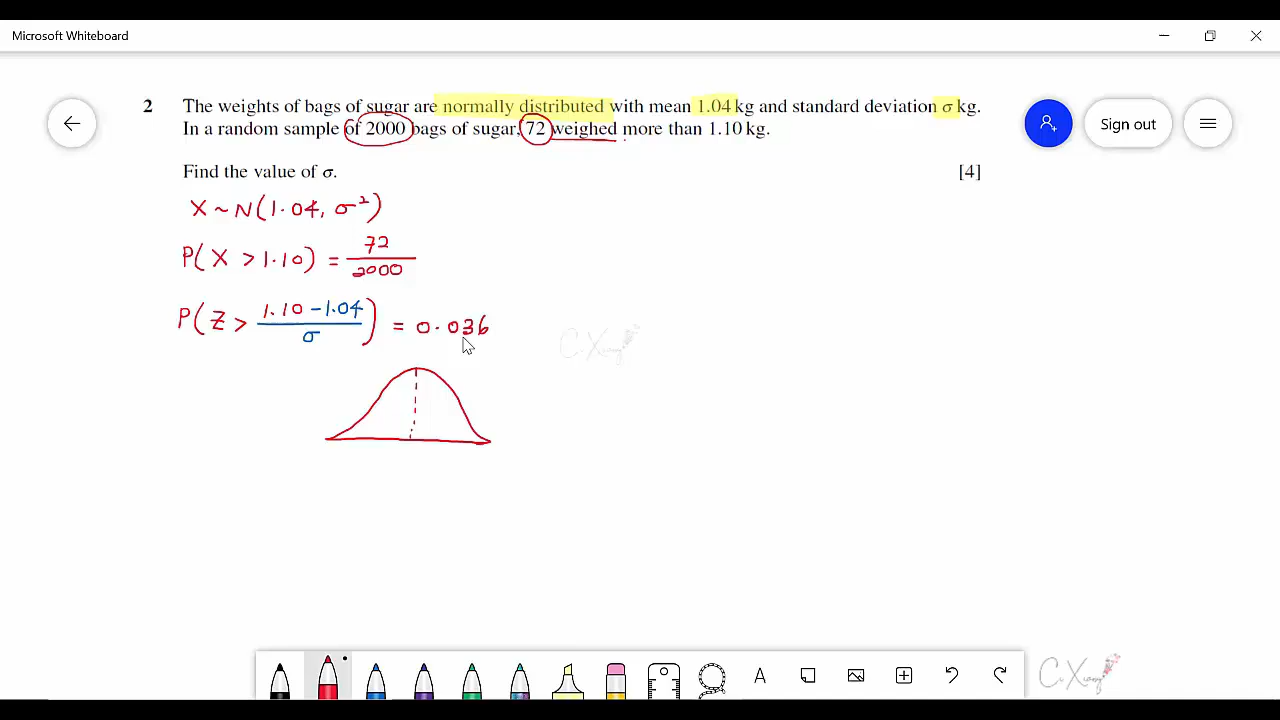 Microsoft Whiteboard
2 The weights of bags of sugar are normally distributed with mean 1.04 kg and standard deviation σ kg.
In a random sample of 2000 bags of sugar, 72 weighed more than 1.10 kg.
Sign out
Find the value of σ. [4]
X ~ N(1.04, σ²)
P(X > 1.10) = 72/2000
P(Z > (1.10 - 1.04)/σ) = 0.036
C.Xiang
A
C.Xiang